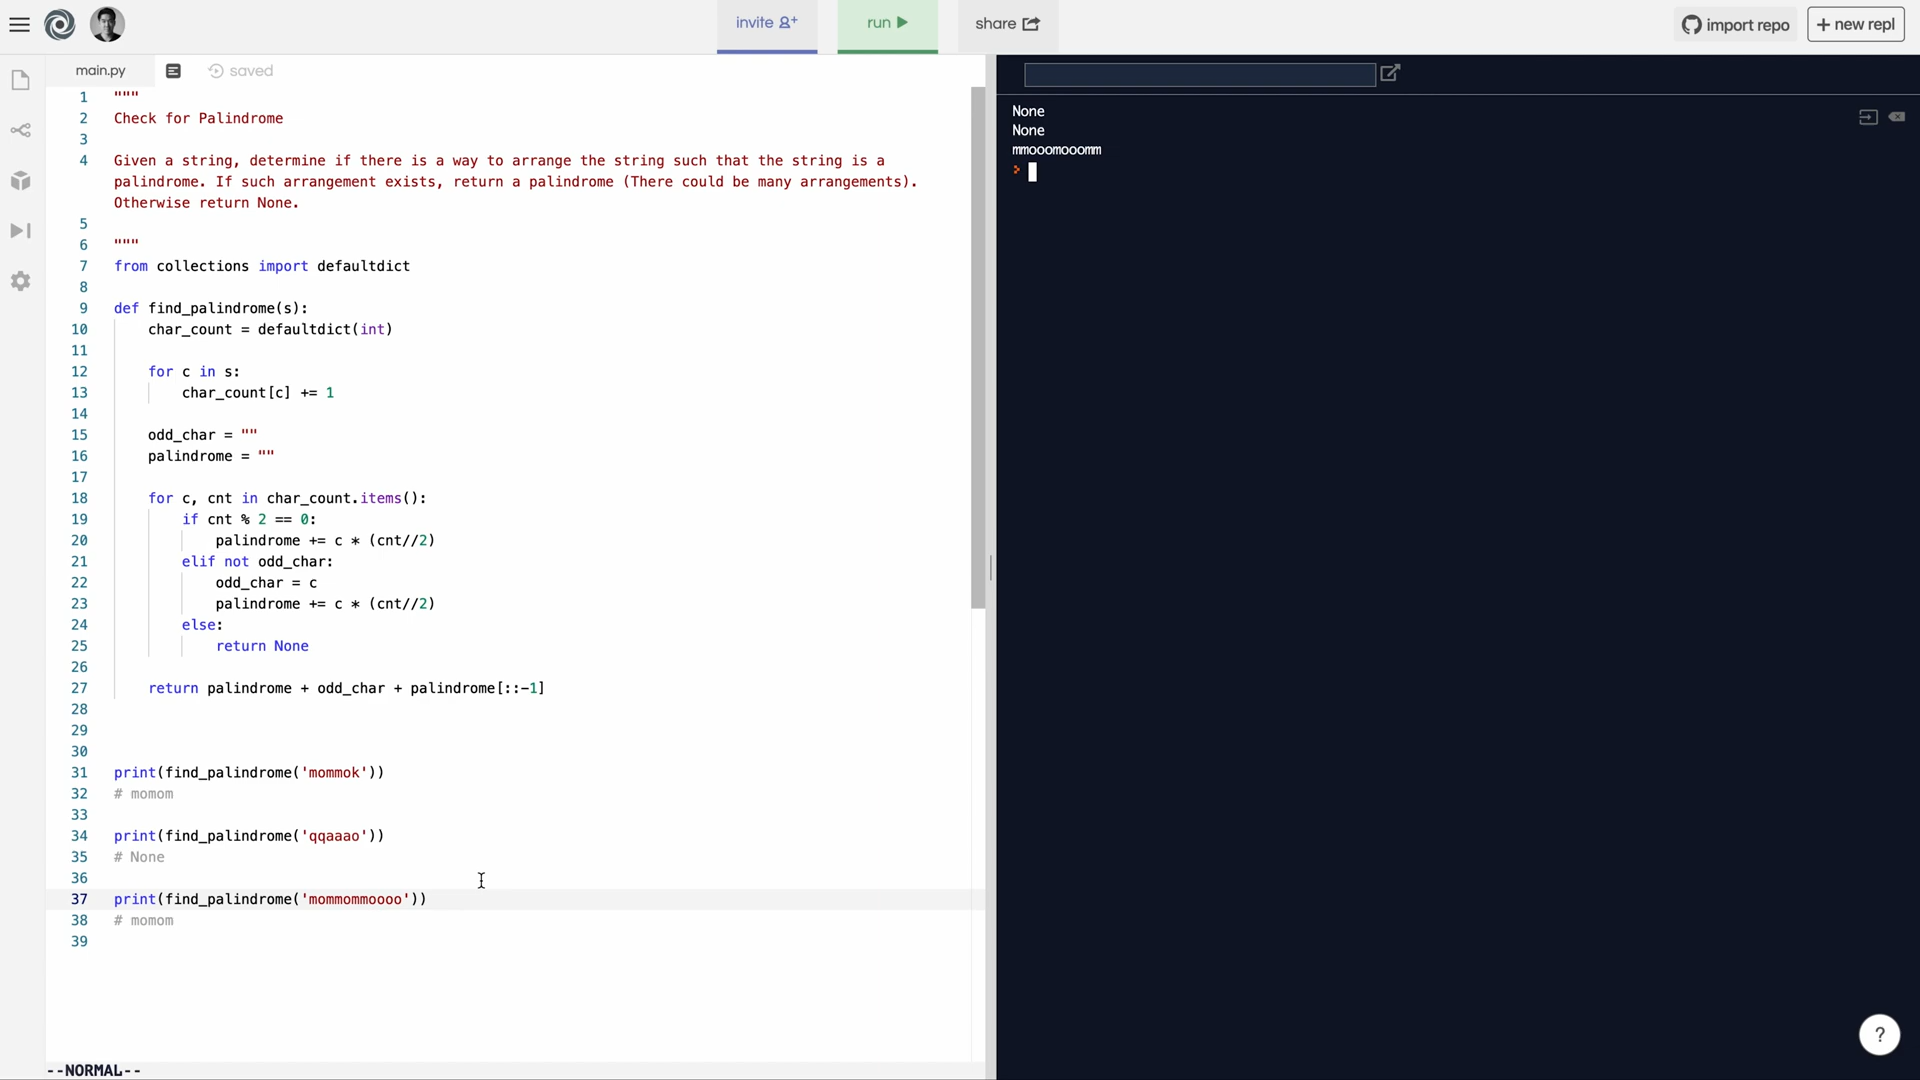 invite
run
share
import repo
+ new repl
main.py
saved
1 """
2 Check for Palindrome
3
4 Given a string, determine if there is a way to arrange the string such that the string is a
palindrome. If such arrangement exists, return a palindrome (There could be many arrangements).
Otherwise return None.
5
6 """
7 from collections import defaultdict
8
9 def find_palindrome(s):
10     char_count = defaultdict(int)
11
12     for c in s:
13         char_count[c] += 1
14
15     odd_char = ""
16     palindrome = ""
17
18     for c, cnt in char_count.items():
19         if cnt % 2 == 0:
20             palindrome += c * (cnt//2)
21         elif not odd_char:
22             odd_char = c
23             palindrome += c * (cnt//2)
24         else:
25             return None
26
27     return palindrome + odd_char + palindrome[::-1]
28
29
30
31 print(find_palindrome('mommok'))
32 # momom
33
34 print(find_palindrome('qqaaao'))
35 # None
36
37 print(find_palindrome('mommommoooo'))
38 # momom
39
--NORMAL--
None
None
mmooomooomm
>
?